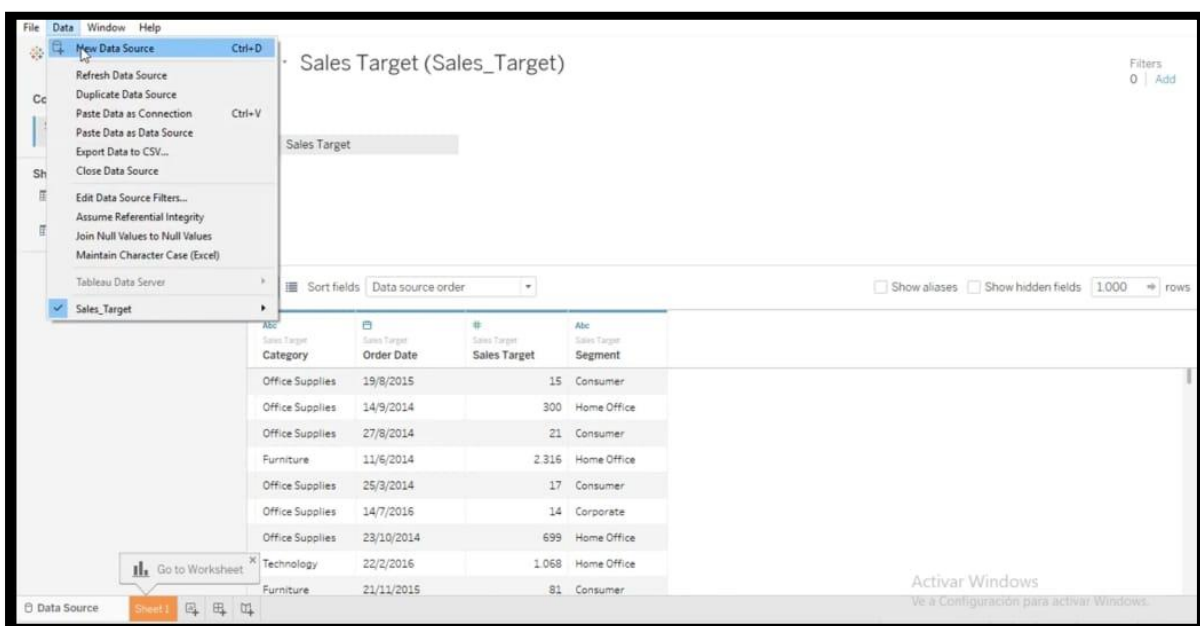 File Data Window Help
New Data Source Ctrl+D
Refresh Data Source
Duplicate Data Source
Paste Data as Connection Ctrl+V
Paste Data as Data Source
Export Data to CSV...
Close Data Source
Edit Data Source Filters...
Assume Referential Integrity
Join Null Values to Null Values
Maintain Character Case (Excel)
Tableau Data Server
Sales_Target
Co
Sh
Sales Target (Sales_Target)
Filters
0 Add
Sales Target
Sort fields Data source order
Show aliases Show hidden fields 1.000 rows
Abc # Abc
Sales Target Sales Target Sales Target Sales Target
Category Order Date Sales Target Segment
Office Supplies 19/8/2015 15 Consumer
Office Supplies 14/9/2014 300 Home Office
Office Supplies 27/8/2014 21 Consumer
Furniture 11/6/2014 2.316 Home Office
Office Supplies 25/3/2014 17 Consumer
Office Supplies 14/7/2016 14 Corporate
Office Supplies 23/10/2014 699 Home Office
Technology 22/2/2016 1.068 Home Office
Furniture 21/11/2015 81 Consumer
Go to Worksheet
Activar Windows
Ve a Configuración para activar Windows.
Data Source Sheet 1